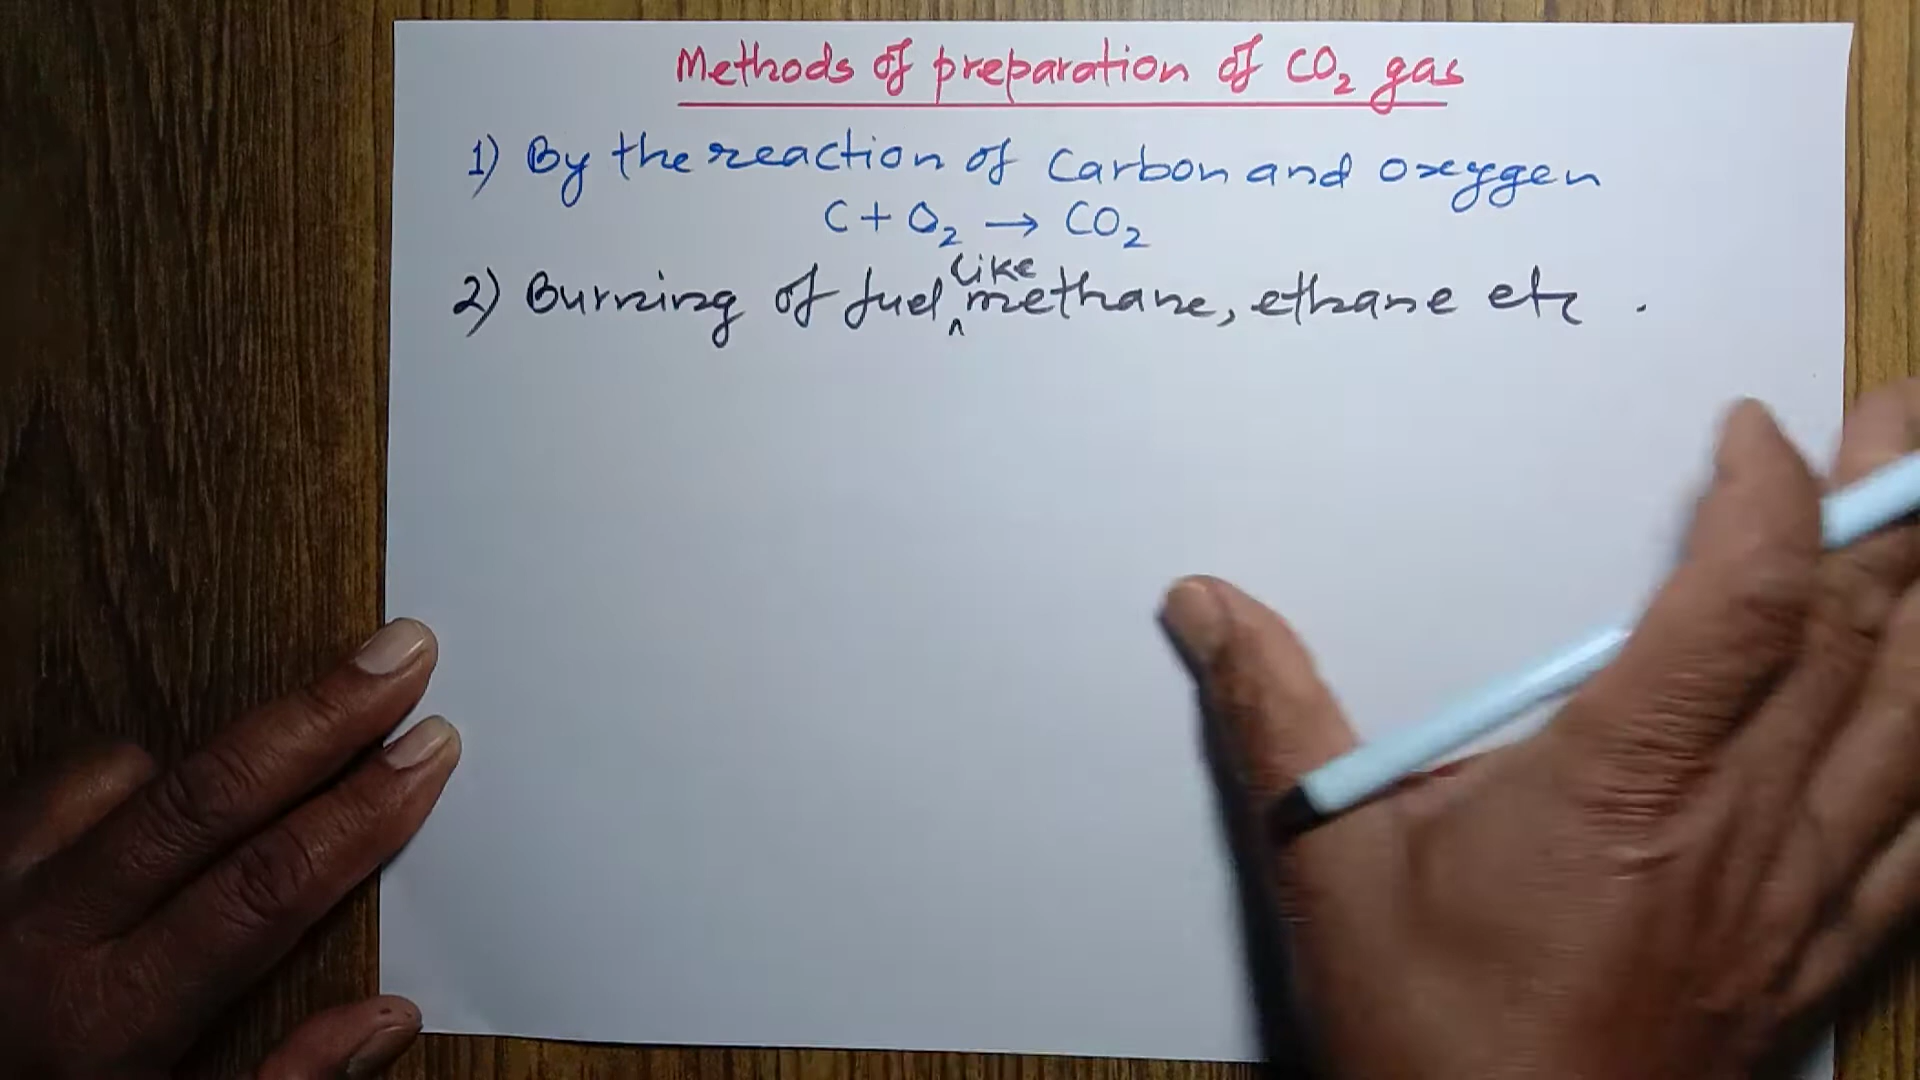 Methods of preparation of CO₂ gas
1) By the reaction of Carbon and oxygen
C + O₂ → CO₂
2) Burning of fuel like methane, ethane etc.